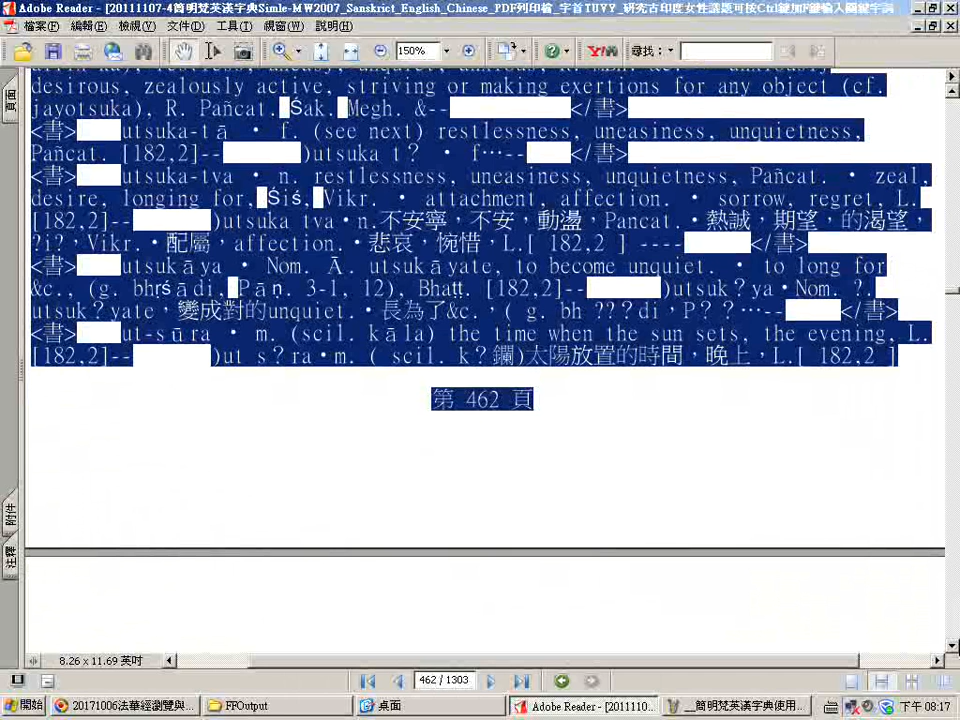 Adobe Reader - [20111107-4簡明梵英漢字典Simle-MW2007_Sanskrict_English_Chinese_PDF列印檔_字首TUVY_研究古印度女性議題可按Ctrl鍵加F鍵輸入關鍵字詞
檔案(F) 編輯(E) 檢視(V) 文件(D) 工具(T) 視窗(W) 說明(H)
150% 尋找：
頁面
desirous, zealously active, striving or making exertions for any object (cf.
jayotsuka), R. Pañcat. Śak. Megh. &-- </書>
<書> utsuka-tā • f. (see next) restlessness, uneasiness, unquietness,
Pañcat. [182,2]-- )utsuka t? • f…-- </書>
<書> utsuka-tva • n. restlessness, uneasiness, unquietness, Pañcat. • zeal,
desire, longing for, Śiś, Vikr. • attachment, affection. • sorrow, regret, L.
[182,2]-- )utsuka tva•n.不安寧，不安，動盪，Pancat.•熱誠，期望，的渴望，
?i?，Vikr.•配屬，affection.•悲哀，惋惜，L.[ 182,2 ] ---- </書>
<書> utsukāya • Nom. Ā. utsukāyate, to become unquiet. • to long for
&c., (g. bhṛśādi, Pāṇ. 3-1, 12), Bhaṭṭ. [182,2]-- )utsuk？ya•Nom. ?.
utsuk？yate，變成對的unquiet.•長為了&c.，( g. bh ???di，P？？…-- </書>
<書> ut-sūra • m. (scil. kāla) the time when the sun sets, the evening, L.
[182,2]-- )ut s？ra•m. ( scil. k？鑭)太陽放置的時間，晚上，L.[ 182,2 ]
第 462 頁
附件
注釋
8.26 x 11.69 英吋
462 / 1303
開始 20171006法華經瀏覽與... FFOutput 桌面 Adobe Reader - [2011110... __簡明梵英漢字典使用... 下午 08:17